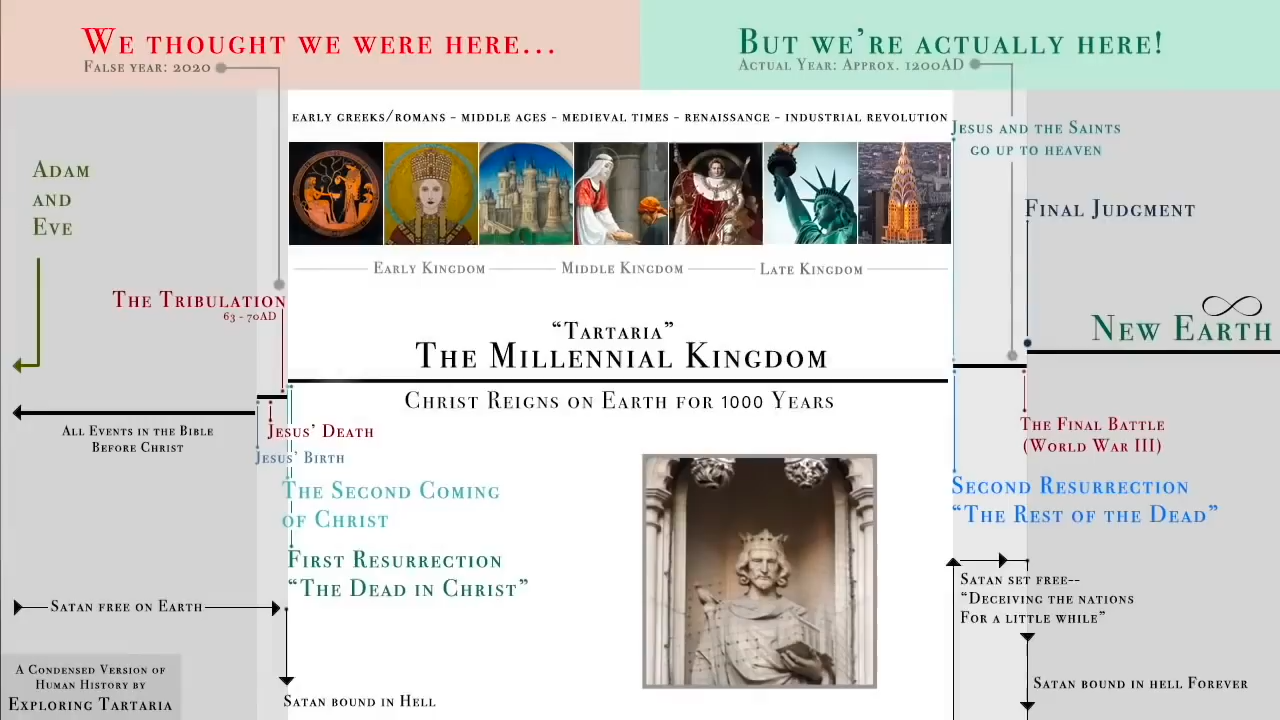 We thought we were here...
False year: 2020
But we're actually here!
Actual Year: Approx. 1200AD
early greeks/romans - middle ages - medieval times - renaissance - industrial revolution
Jesus and the Saints
go up to heaven
Adam
and
Eve
Final Judgment
Early Kingdom
Middle Kingdom
Late Kingdom
The Tribulation
63 - 70AD
New Earth
"Tartaria"
The Millennial Kingdom
Christ Reigns on Earth for 1000 Years
All Events in the Bible
Before Christ
Jesus' Death
Jesus' Birth
The Second Coming
of Christ
First Resurrection
"The Dead in Christ"
The Final Battle
(World War III)
Second Resurrection
"The Rest of the Dead"
Satan free on Earth
Satan set free--
"Deceiving the nations
For a little while"
Satan bound in Hell
Satan bound in hell Forever
A Condensed Version of
Human History by
Exploring Tartaria